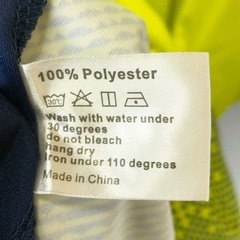 100% Polyester
30°C
Wash with water under
30 degrees
do not bleach
hang dry
Iron under 110 degrees
Made in China